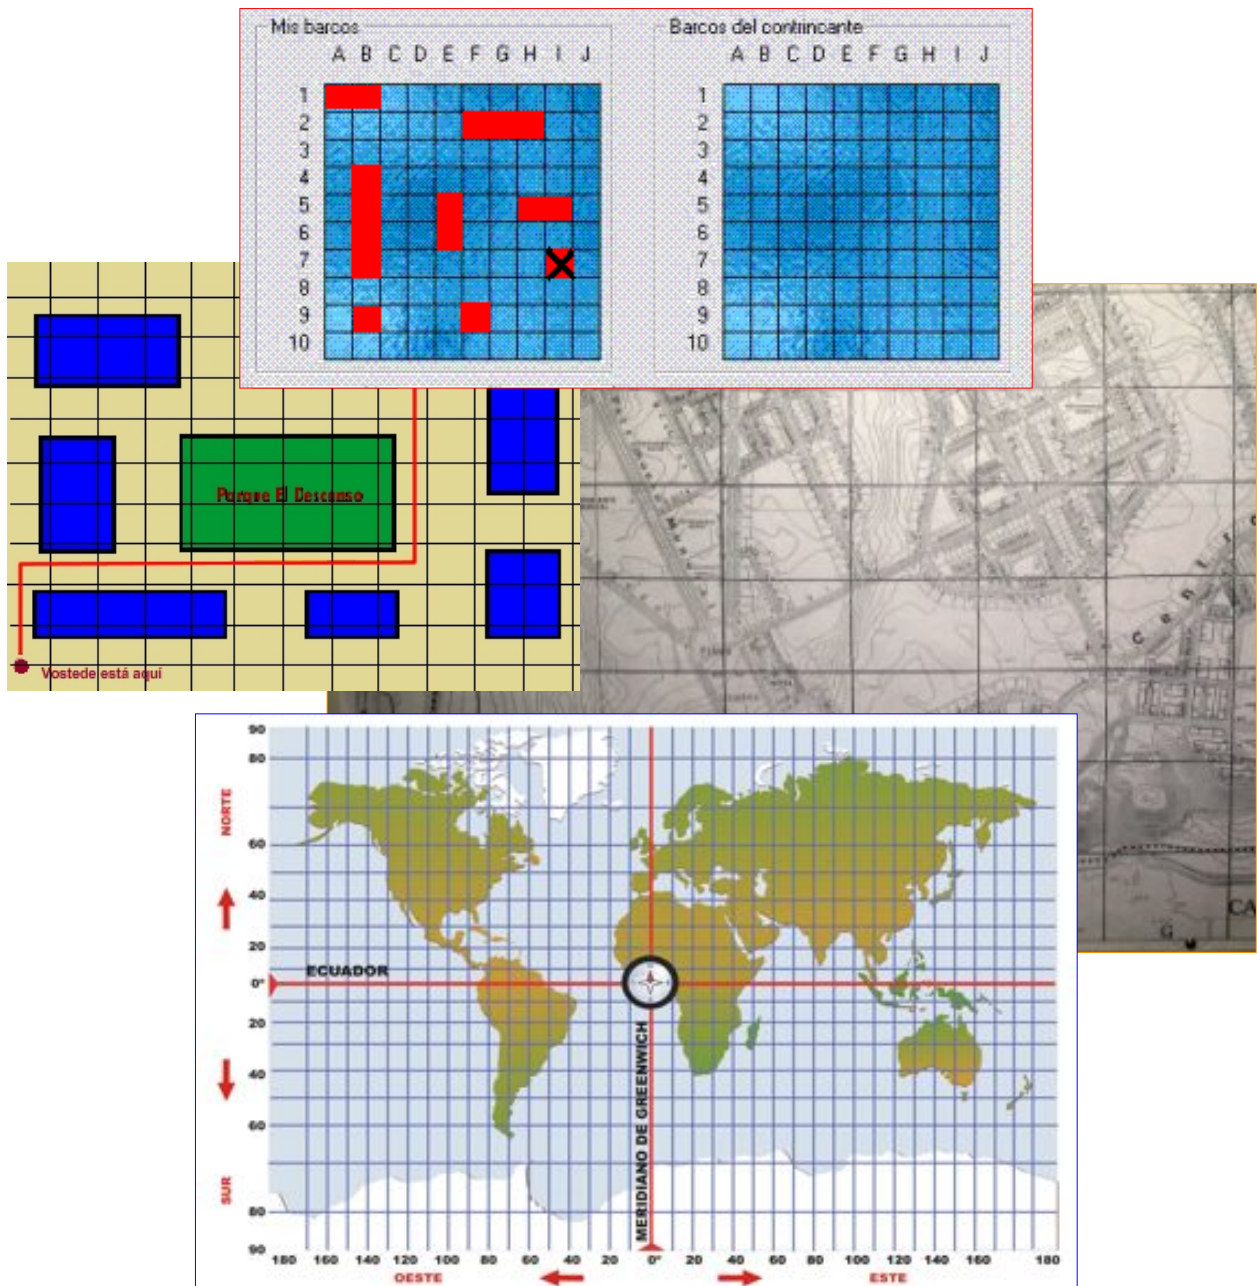 Mis barcos
A B C D E F G H I J
1
2
3
4
5
6
7
8
9
10
Barcos del contrincante
A B C D E F G H I J
1
2
3
4
5
6
7
8
9
10
Parque El Descanso
Vostede está aquí
CA
G
90
80
NORTE
60
40
20
ECUADOR
0°
20
40
60
SUR
80
90
MERIDIANO DE GREENWICH
180 160 140 120 100 80 60 40 20 0° 20 40 60 80 100 120 140 160 180
OESTE
ESTE